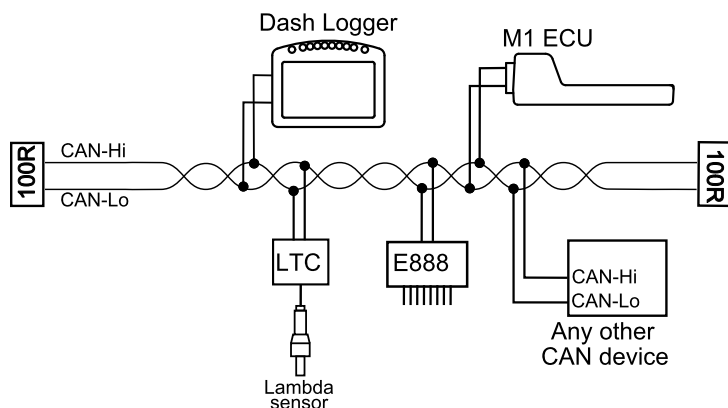 Dash Logger
M1 ECU
100R
CAN-Hi
CAN-Lo
100R
LTC
E888
CAN-Hi
CAN-Lo
Any other
CAN device
Lambda
sensor